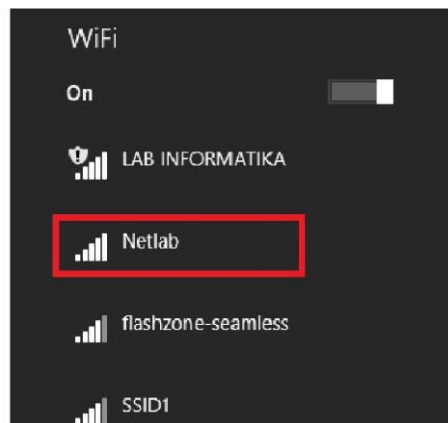 WiFi
On
LAB INFORMATIKA
Netlab
flashzone-seamless
SSID1